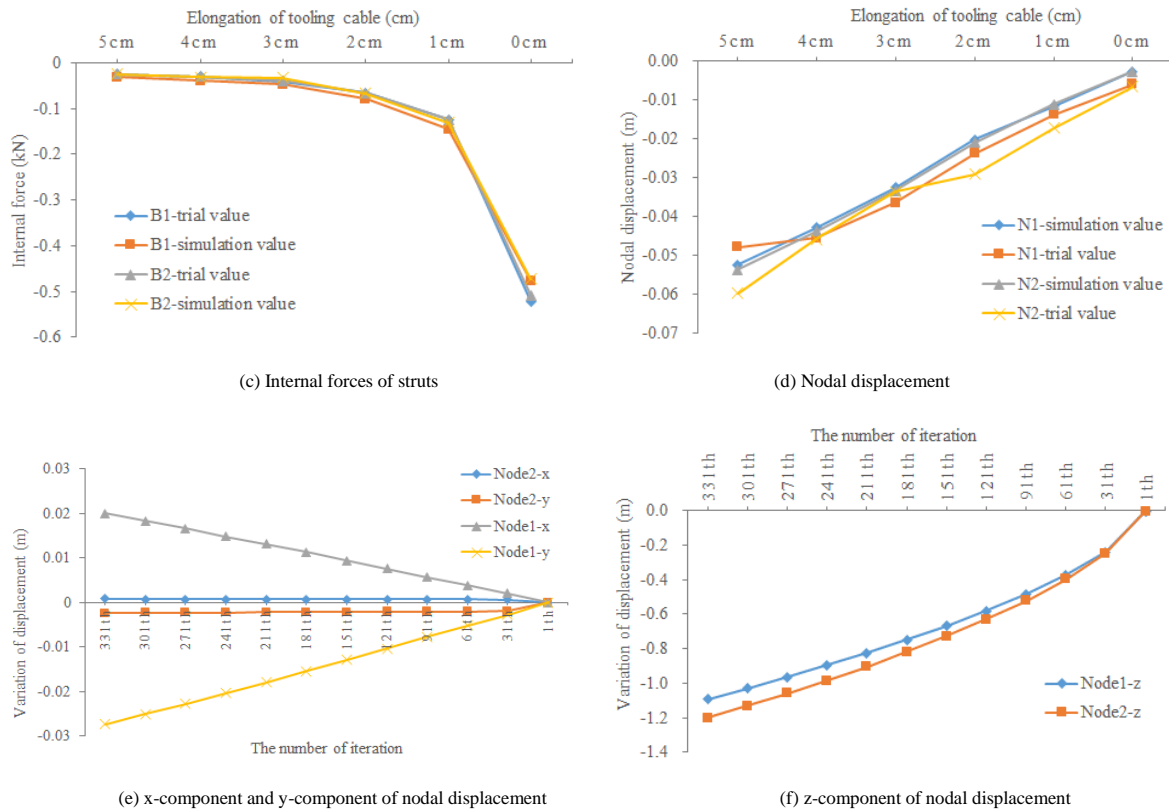 Elongation of tooling cable (cm)
5cm 4cm 3cm 2cm 1cm 0cm
0
-0.1
-0.2
-0.3
-0.4
-0.5
-0.6
Internal force (kN)
B1-trial value
B1-simulation value
B2-trial value
B2-simulation value
(c) Internal forces of struts
Elongation of tooling cable (cm)
5cm 4cm 3cm 2cm 1cm 0cm
0.00
-0.01
-0.02
-0.03
-0.04
-0.05
-0.06
-0.07
Nodal displacement (m)
N1-simulation value
N1-trial value
N2-simulation value
N2-trial value
(d) Nodal displacement
0.03
0.02
0.01
0
-0.01
-0.02
-0.03
Variation of displacement (m)
Node2-x
Node2-y
Node1-x
Node1-y
331th 301th 271th 241th 211th 181th 151th 121th 91th 61th 31th 1th
The number of iteration
(e) x-component and y-component of nodal displacement
The number of iteration
331th 301th 271th 241th 211th 181th 151th 121th 91th 61th 31th 1th
0.0
-0.2
-0.4
-0.6
-0.8
-1.0
-1.2
-1.4
Variation of displacement (m)
Node1-z
Node2-z
(f) z-component of nodal displacement